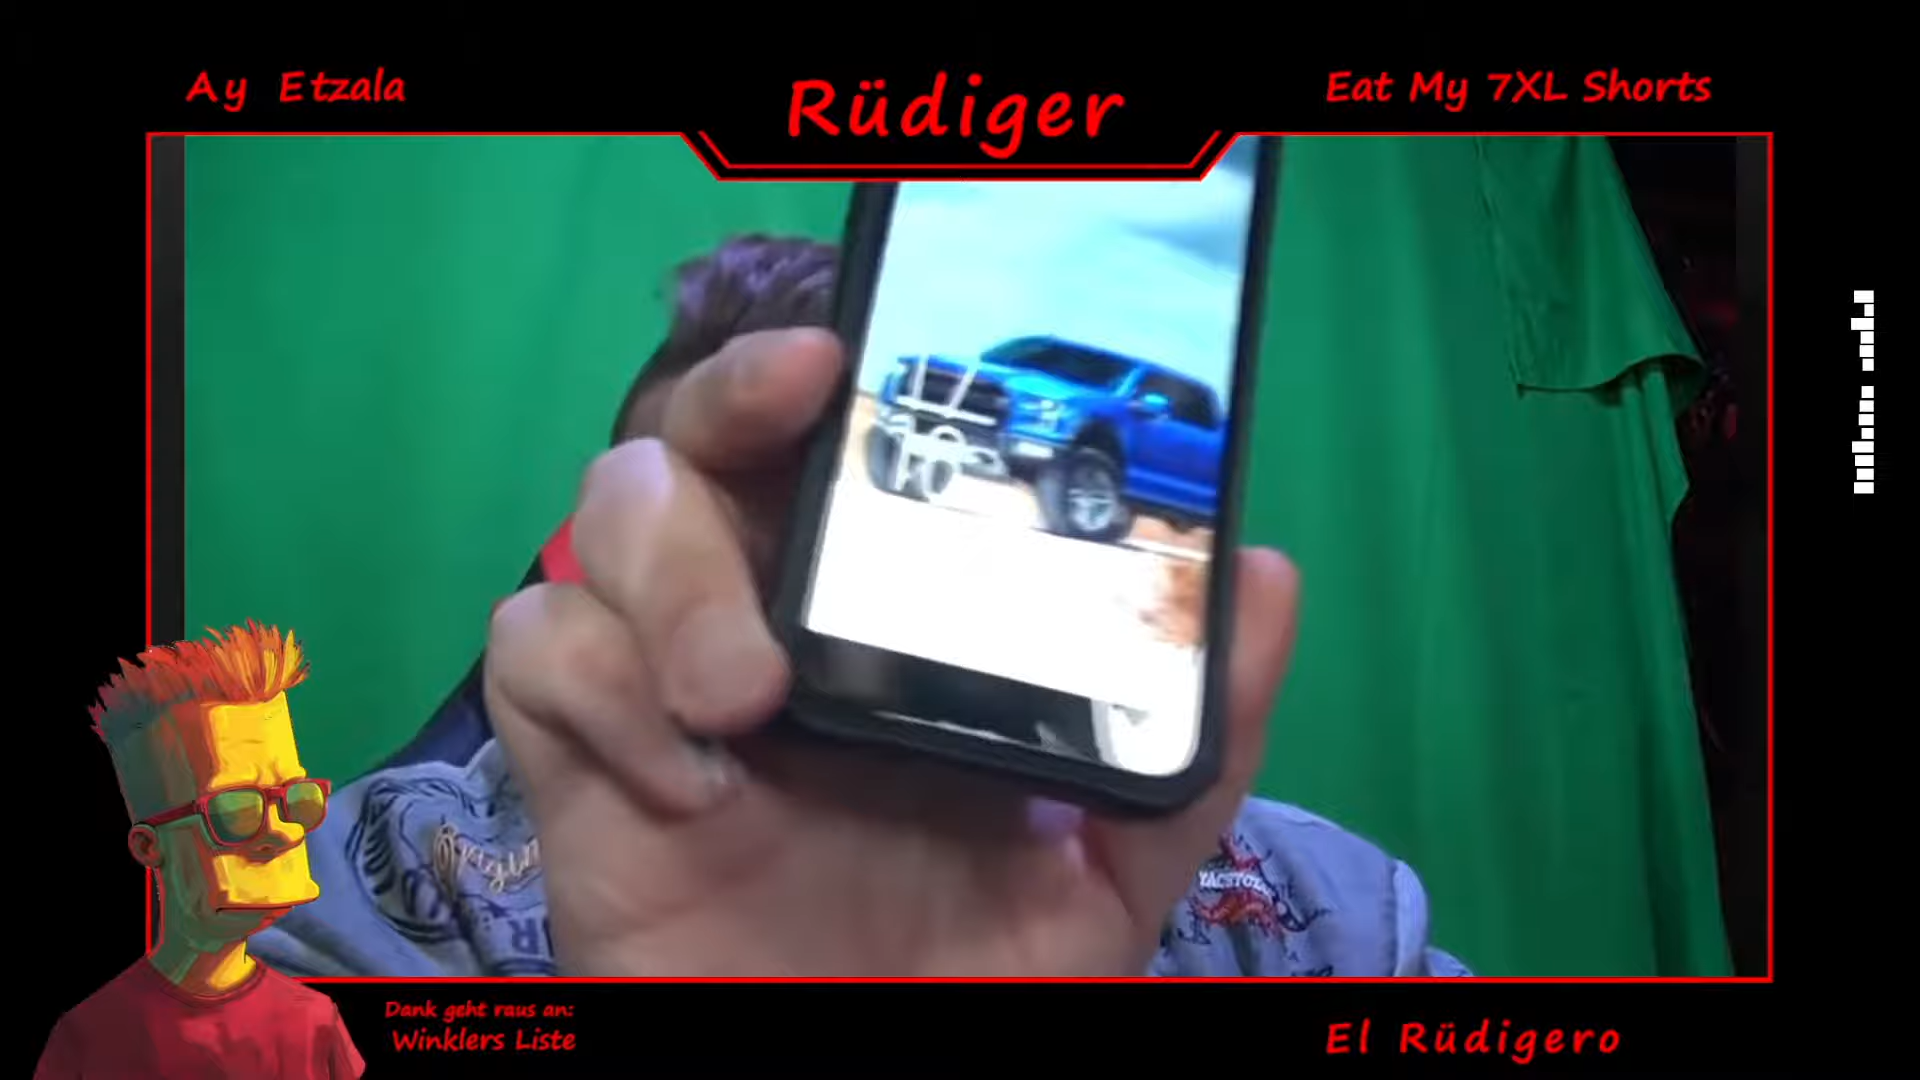 Ay Etzala
Rüdiger
Eat My 7XL Shorts
Dank geht raus an:
Winklers Liste
El Rüdigero